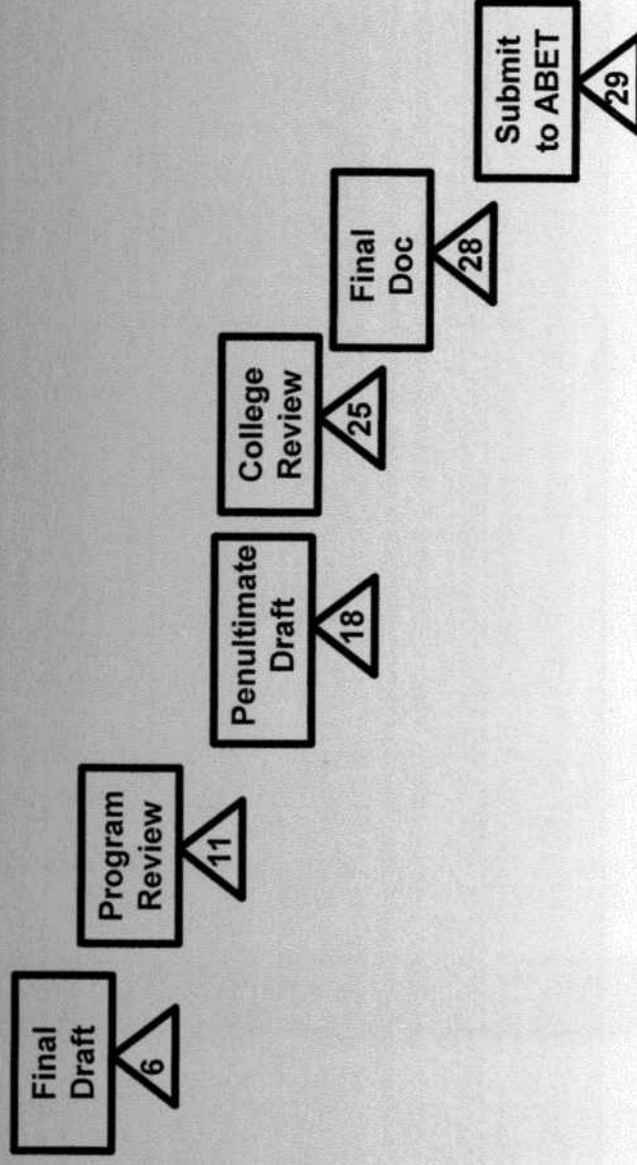 Final
Draft
6
Program
Review
11
Penultimate
Draft
18
College
Review
25
Final
Doc
28
Submit
to ABET
29